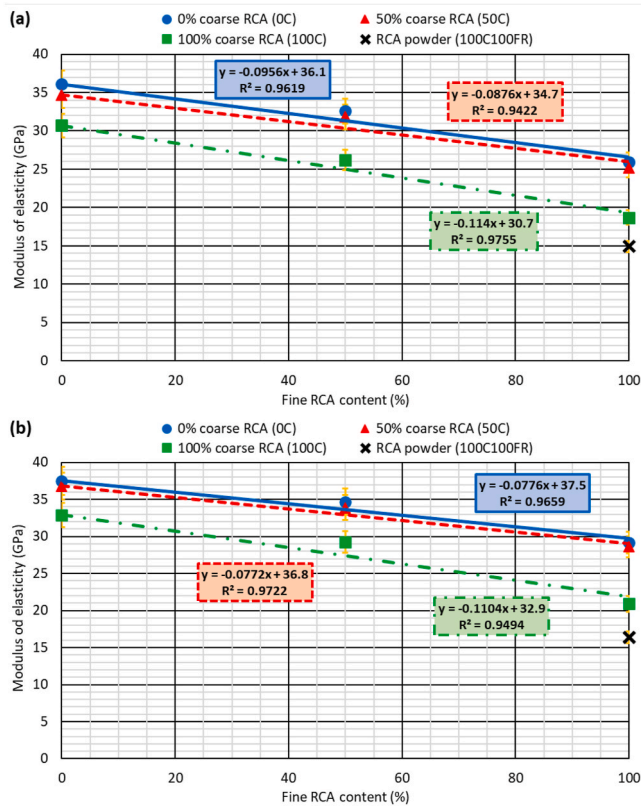 (a)
0% coarse RCA (0C)
50% coarse RCA (50C)
100% coarse RCA (100C)
RCA powder (100C100FR)
40
35
30
25
20
15
10
5
0
Modulus of elasticity (GPa)
y = -0.0956x + 36.1
R² = 0.9619
y = -0.0876x + 34.7
R² = 0.9422
y = -0.114x + 30.7
R² = 0.9755
0 20 40 60 80 100
Fine RCA content (%)
(b)
0% coarse RCA (0C)
50% coarse RCA (50C)
100% coarse RCA (100C)
RCA powder (100C100FR)
40
35
30
25
20
15
10
5
0
Modulus od elasticity (GPa)
y = -0.0776x + 37.5
R² = 0.9659
y = -0.0772x + 36.8
R² = 0.9722
y = -0.1104x + 32.9
R² = 0.9494
0 20 40 60 80 100
Fine RCA content (%)